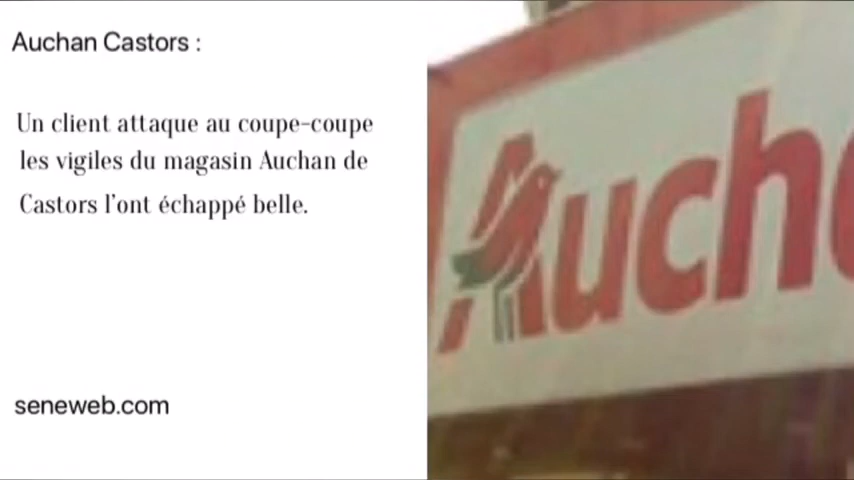 Auchan Castors :
Un client attaque au coupe-coupe
les vigiles du magasin Auchan de
Castors l'ont échappé belle.
seneweb.com
Auch